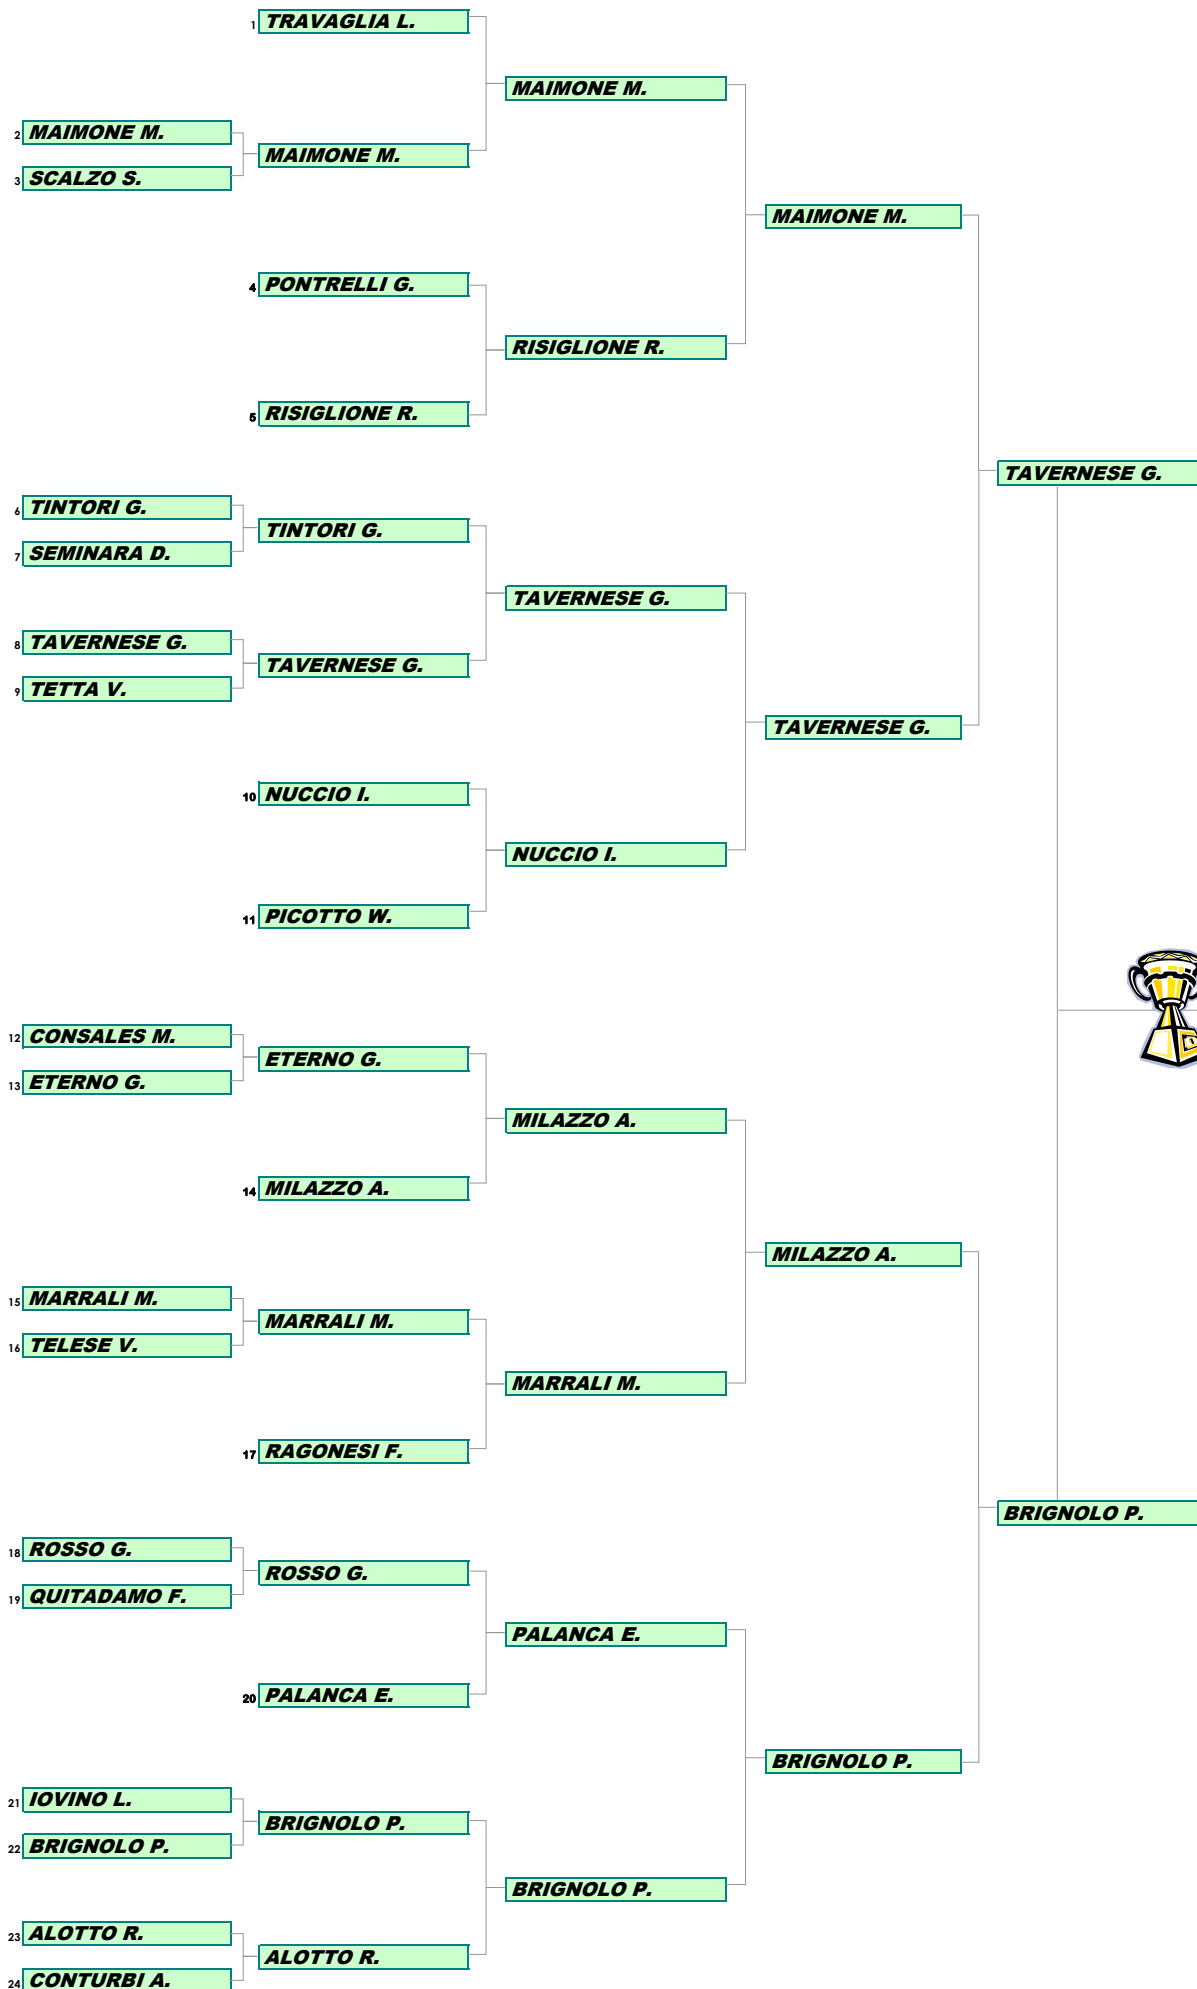 1 TRAVAGLIA L.
MAIMONE M.
2 MAIMONE M.
MAIMONE M.
3 SCALZO S.
MAIMONE M.
4 PONTRELLI G.
RISIGLIONE R.
5 RISIGLIONE R.
TAVERNESE G.
6 TINTORI G.
TINTORI G.
7 SEMINARA D.
TAVERNESE G.
8 TAVERNESE G.
TAVERNESE G.
9 TETTA V.
TAVERNESE G.
10 NUCCIO I.
NUCCIO I.
11 PICOTTO W.
12 CONSALES M.
ETERNO G.
13 ETERNO G.
MILAZZO A.
14 MILAZZO A.
MILAZZO A.
15 MARRALI M.
MARRALI M.
16 TELESE V.
MARRALI M.
17 RAGONESI F.
BRIGNOLO P.
18 ROSSO G.
ROSSO G.
19 QUITADAMO F.
PALANCA E.
20 PALANCA E.
BRIGNOLO P.
21 IOVINO L.
BRIGNOLO P.
22 BRIGNOLO P.
BRIGNOLO P.
23 ALOTTO R.
ALOTTO R.
24 CONTURBI A.